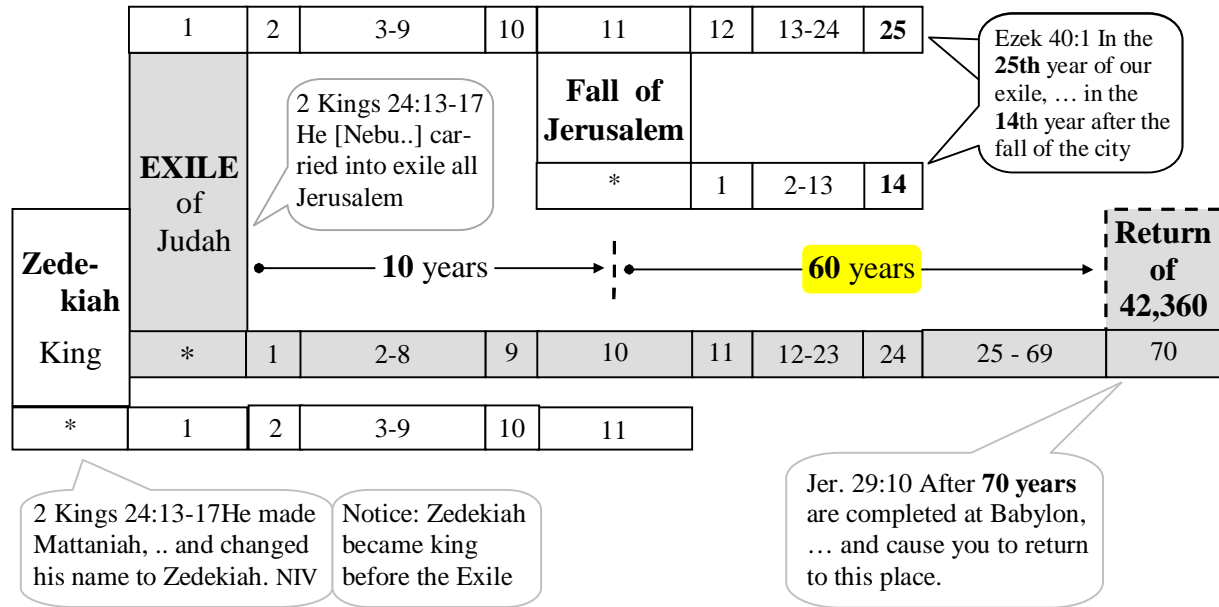 1 2 3-9 10 11 12 13-24 25
Ezek 40:1 In the
25th year of our
exile, … in the
14th year after the
fall of the city
2 Kings 24:13-17
He [Nebu..] car-
ried into exile all
Jerusalem
Fall of
Jerusalem
* 1 2-13 14
EXILE
of
Judah
Zede-
kiah
King
10 years
60 years
Return
of
42,360
* 1 2-8 9 10 11 12-23 24 25 - 69 70
* 1 2 3-9 10 11
2 Kings 24:13-17He made
Mattaniah, .. and changed
his name to Zedekiah. NIV
Notice: Zedekiah
became king
before the Exile
Jer. 29:10 After 70 years
are completed at Babylon,
… and cause you to return
to this place.